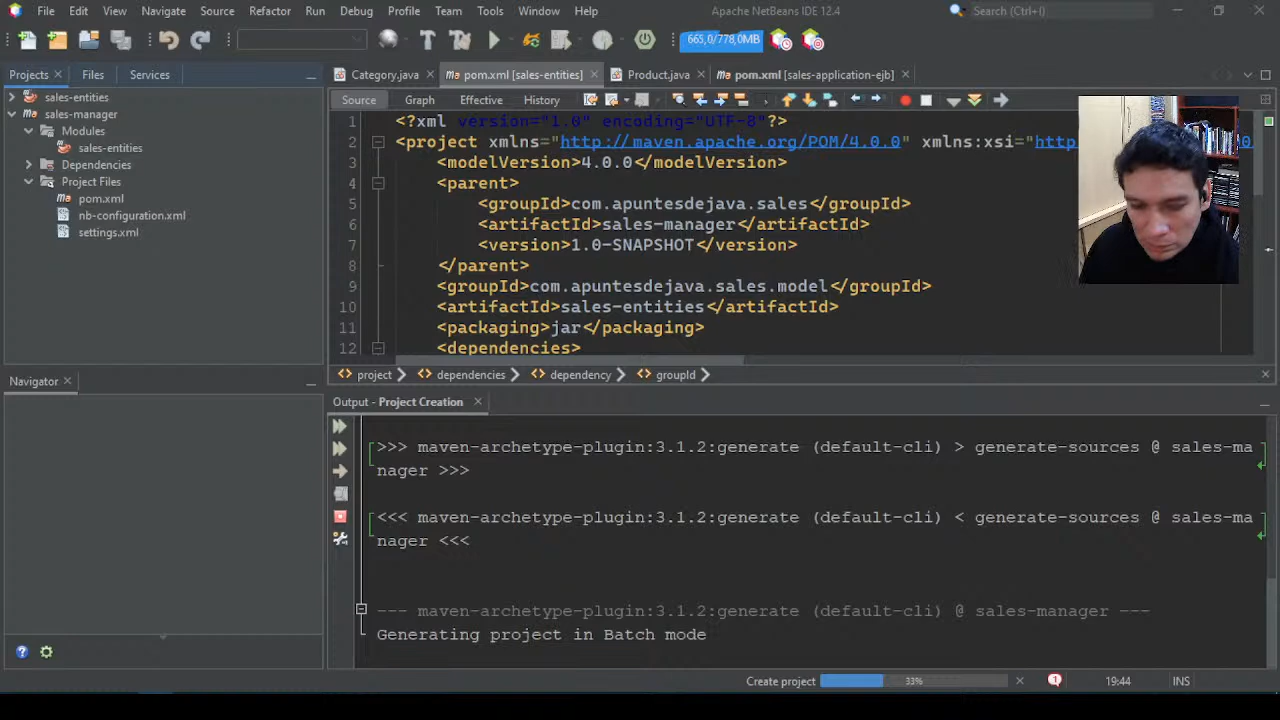 File Edit View Navigate Source Refactor Run Debug Profile Team Tools Window Help Apache NetBeans IDE 12.4 Search (Ctrl+I)
665,0/778,0MB
Projects Files Services
Category.java pom.xml [sales-entities] Product.java pom.xml [sales-application-ejb]
sales-entities
sales-manager
Modules
sales-entities
Dependencies
Project Files
pom.xml
nb-configuration.xml
settings.xml
Source Graph Effective History
1 <?xml version="1.0" encoding="UTF-8"?>
2 <project xmlns="http://maven.apache.org/POM/4.0.0" xmlns:xsi="http
3 <modelVersion>4.0.0</modelVersion>
4 <parent>
5 <groupId>com.apuntesdejava.sales</groupId>
6 <artifactId>sales-manager</artifactId>
7 <version>1.0-SNAPSHOT</version>
8 </parent>
9 <groupId>com.apuntesdejava.sales.model</groupId>
10 <artifactId>sales-entities</artifactId>
11 <packaging>jar</packaging>
12 <dependencies>
project dependencies dependency groupId
Navigator
Output - Project Creation
>>> maven-archetype-plugin:3.1.2:generate (default-cli) > generate-sources @ sales-ma
nager >>>
<<< maven-archetype-plugin:3.1.2:generate (default-cli) < generate-sources @ sales-ma
nager <<<
--- maven-archetype-plugin:3.1.2:generate (default-cli) @ sales-manager ---
Generating project in Batch mode
Create project 33% 19:44 INS